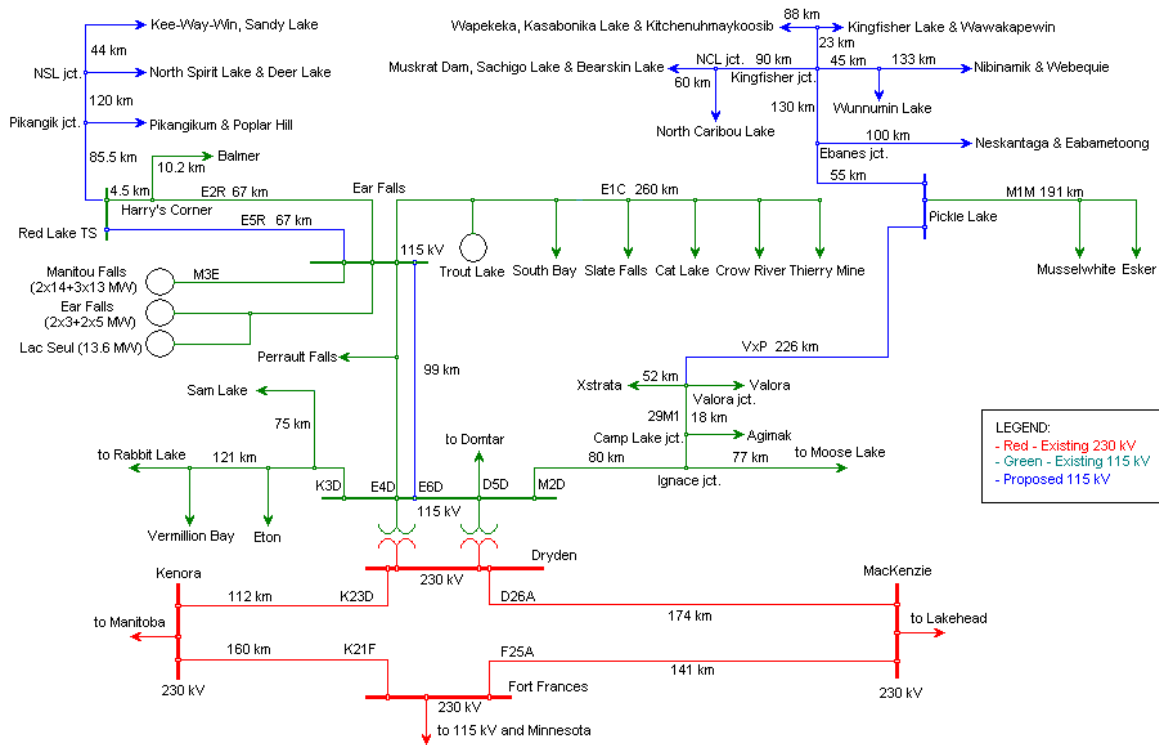 Kee-Way-Win, Sandy Lake
44 km
NSL jct.
North Spirit Lake & Deer Lake
120 km
Pikangik jct.
Pikangikum & Poplar Hill
85.5 km
Balmer
10.2 km
4.5 km
E2R 67 km
Harry's Corner
E5R 67 km
Red Lake TS
Ear Falls
115 kV
Manitou Falls
(2x14+3x13 MW)
M3E
Ear Falls
(2x3+2x5 MW)
Lac Seul (13.6 MW)
E1C 260 km
Trout Lake
South Bay
Slate Falls
Cat Lake
Crow River
Thierry Mine
88 km
Wapekeka, Kasabonika Lake & Kitchenuhmaykoosib
Kingfisher Lake & Wawakapewin
23 km
Muskrat Dam, Sachigo Lake & Bearskin Lake
NCL jct.
90 km
45 km
133 km
Nibinamik & Webequie
Kingfisher jct.
60 km
Wunnumin Lake
North Caribou Lake
130 km
100 km
Neskantaga & Eabametoong
Ebanes jct.
55 km
Pickle Lake
M1M 191 km
Musselwhite
Esker
VxP 226 km
Perrault Falls
99 km
Sam Lake
75 km
to Rabbit Lake
121 km
K3D
E4D
E6D
D5D
M2D
115 kV
to Domtar
Vermillion Bay
Eton
Xstrata
52 km
Valora
Valora jct.
29M1
18 km
Camp Lake jct.
Agimak
80 km
77 km
to Moose Lake
Ignace jct.
LEGEND:
- Red - Existing 230 kV
- Green - Existing 115 kV
- Proposed 115 kV
Dryden
230 kV
Kenora
112 km
K23D
D26A
174 km
MacKenzie
to Manitoba
to Lakehead
160 km
K21F
F25A
141 km
230 kV
Fort Frances
230 kV
230 kV
to 115 kV and Minnesota